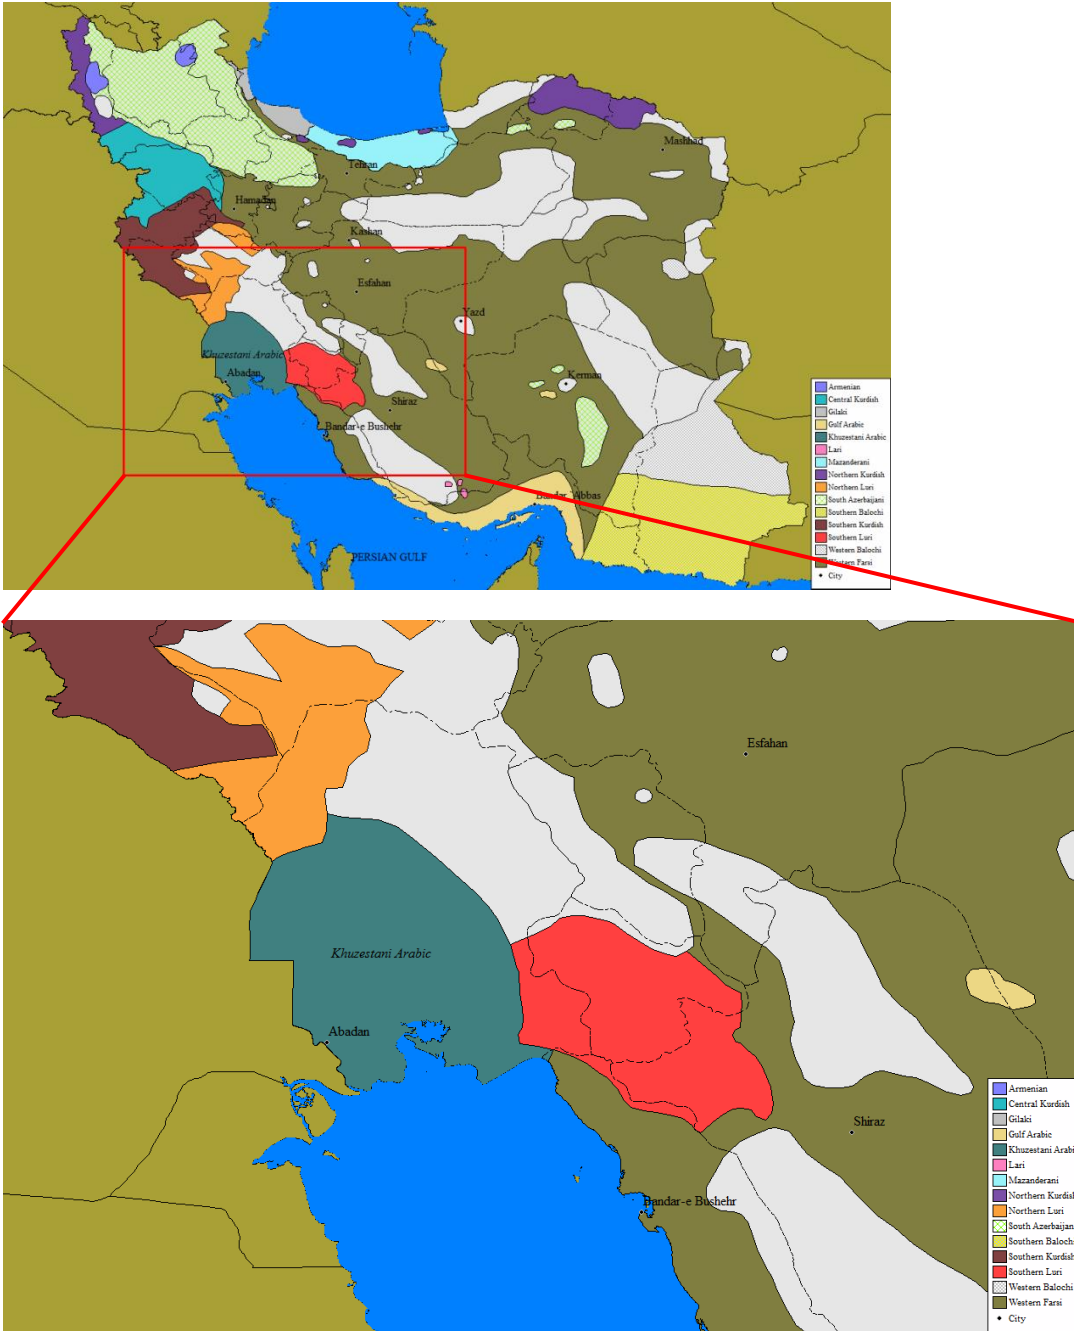 Mashhad
Tehran
Hamadan
Kashan
Esfahan
Yazd
Khuzestani Arabic
Abadan
Kerman
Shiraz
Bandar-e Bushehr
Bandar Abbas
PERSIAN GULF
Armenian
Central Kurdish
Gilaki
Gulf Arabic
Khuzestani Arabic
Lari
Mazanderani
Northern Kurdish
Northern Luri
South Azerbaijani
Southern Balochi
Southern Kurdish
Southern Luri
Western Balochi
Western Farsi
City
Esfahan
Khuzestani Arabic
Abadan
Shiraz
Bandar-e Bushehr
Armenian
Central Kurdish
Gilaki
Gulf Arabic
Khuzestani Arabi
Lari
Mazanderani
Northern Kurdish
Northern Luri
South Azerbaijan
Southern Baloch
Southern Kurdish
Southern Luri
Western Balochi
Western Farsi
City